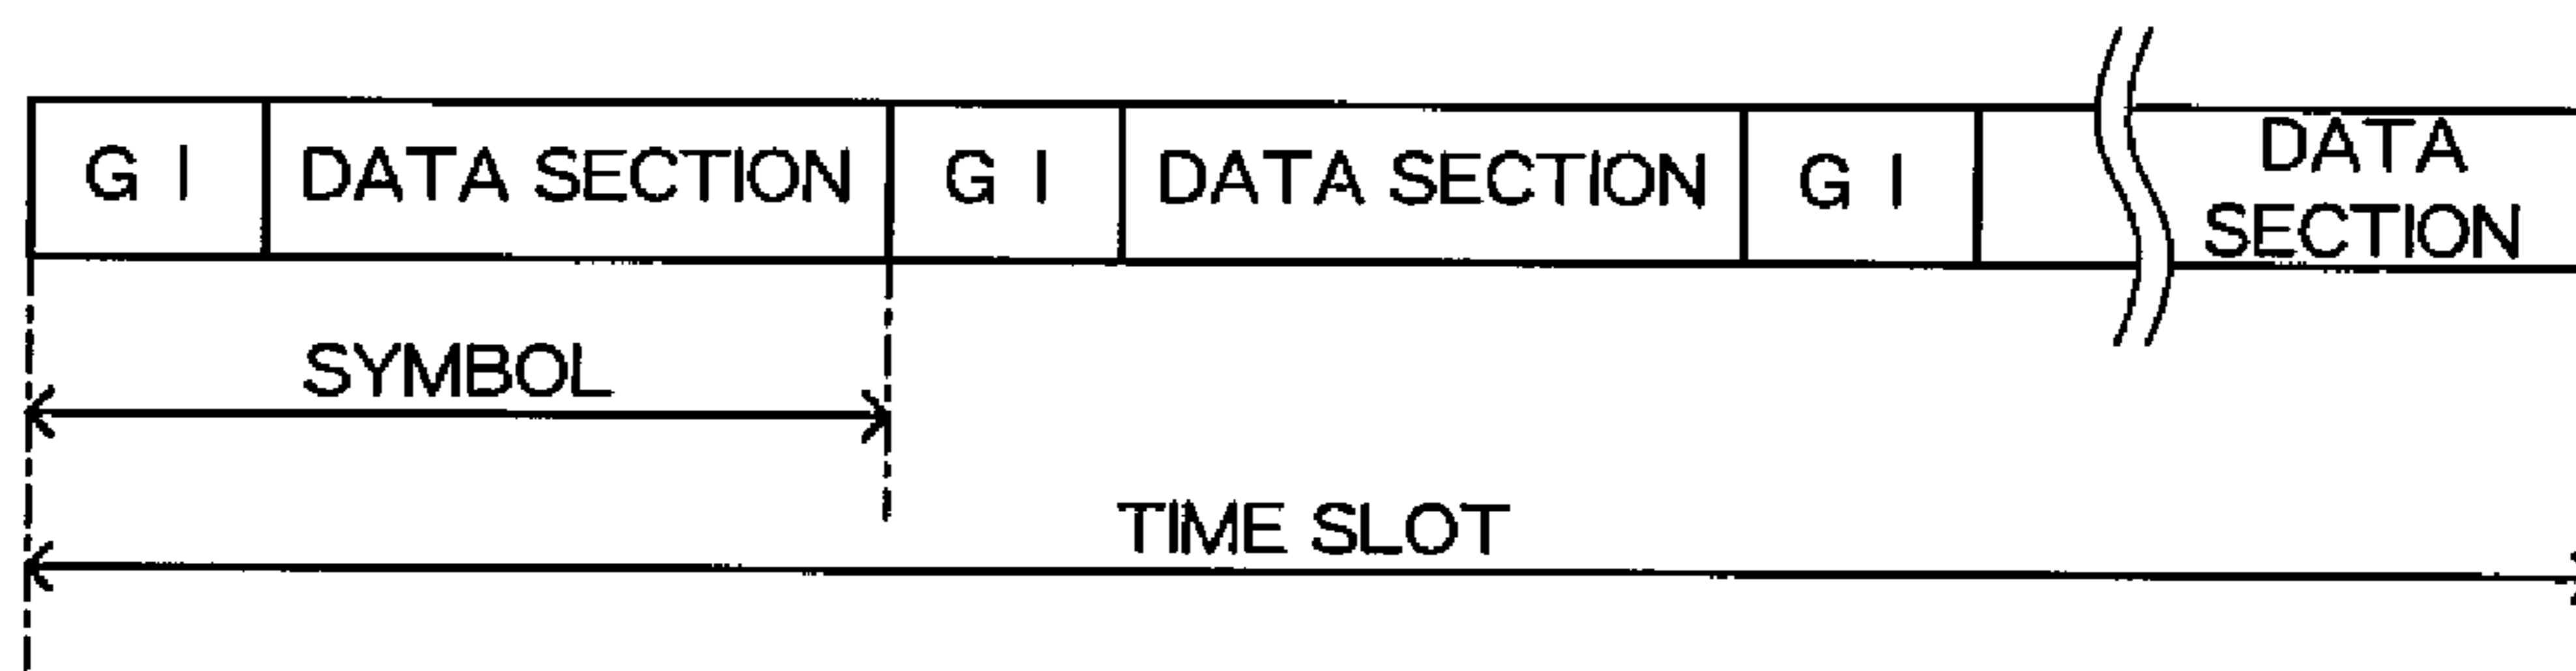 G I DATA SECTION G I DATA SECTION G I DATA
SECTION
SYMBOL
TIME SLOT